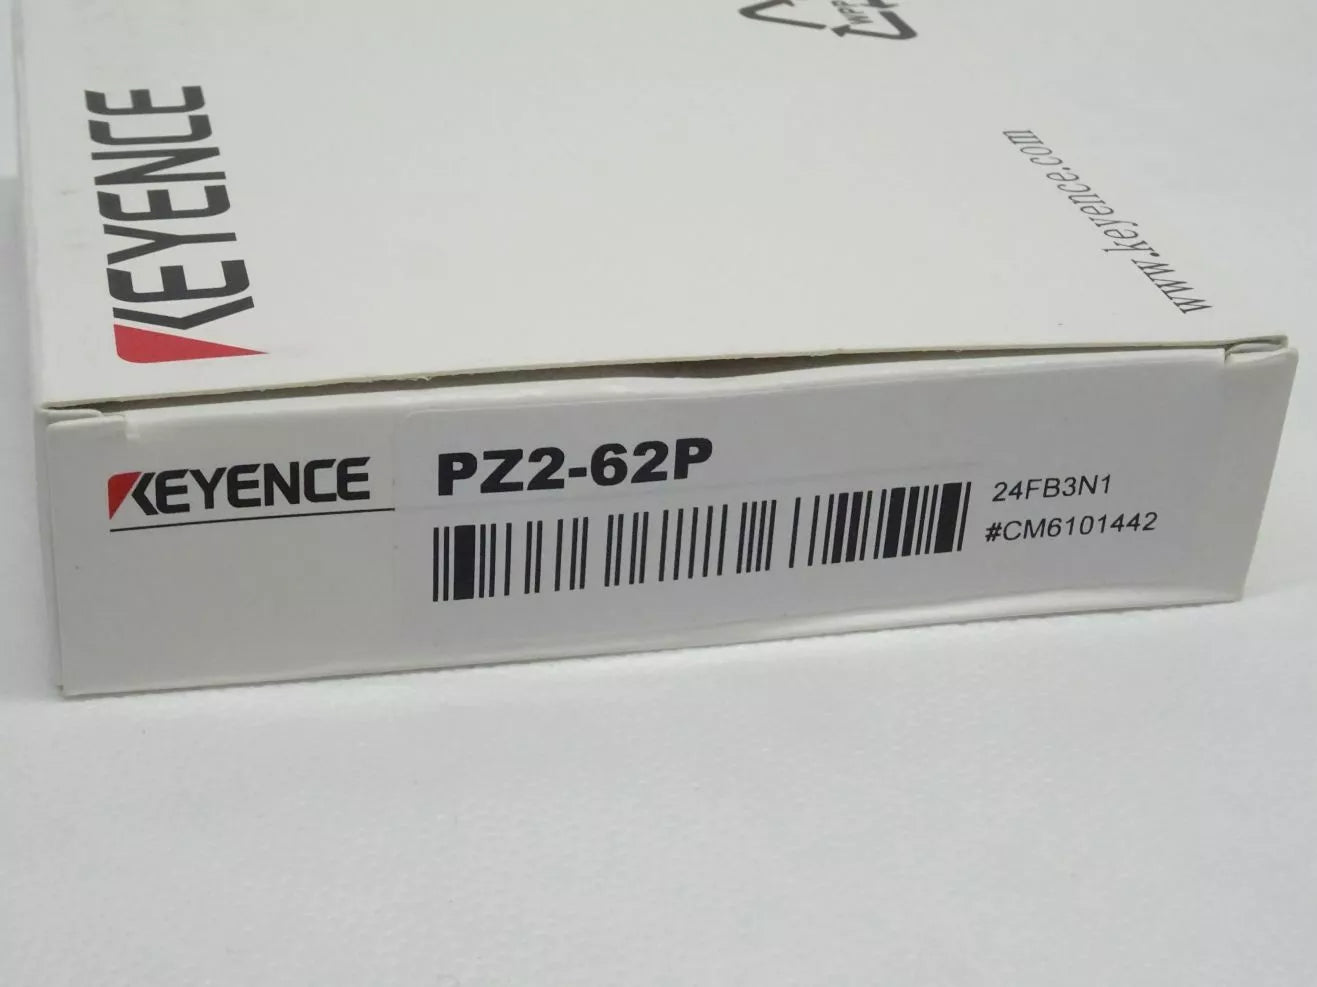 KEYENCE
www.keyence.com
KEYENCE
PZ2-62P
24FB3N1
#CM6101442